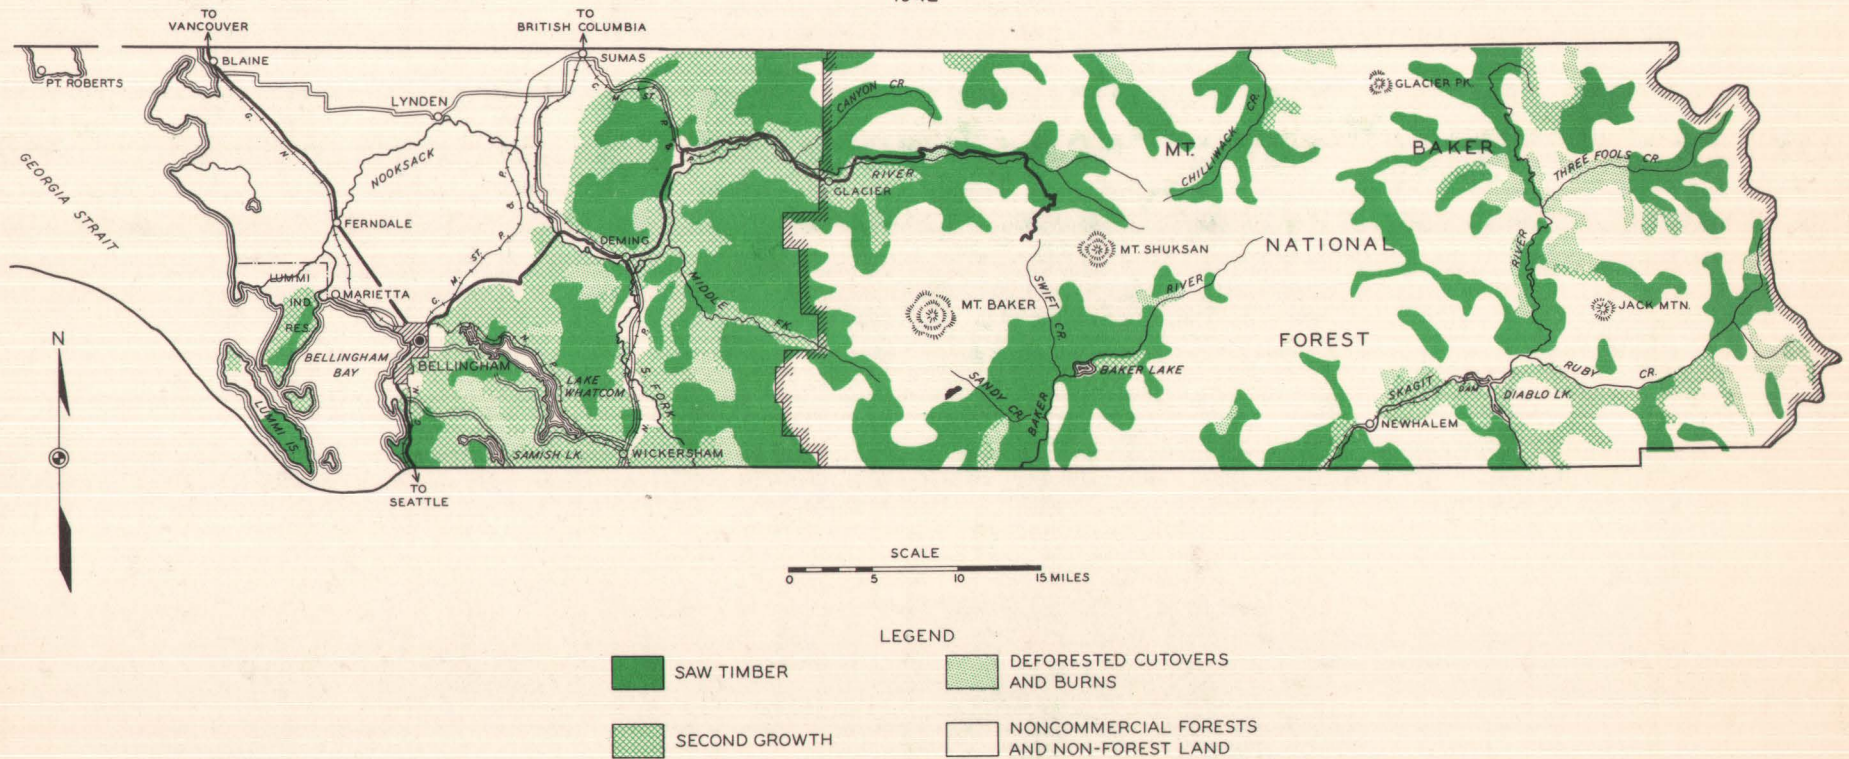 TO
VANCOUVER
TO
BRITISH COLUMBIA
BLAINE
SUMAS
PT. ROBERTS
LYNDEN
CANYON CR
GLACIER PK.
CHILLIWACK CR.
MT.
BAKER
NATIONAL
FOREST
THREE FOOLS CR.
GEORGIA STRAIT
NOOKSACK
RIVER
GLACIER
FERNDALE
DEMING
MT. SHUKSAN
RIVER
LUMMI
IND.
RES.
MARIETTA
MIDDLE FK.
MT. BAKER
SWIFT CR.
RIVER
JACK MTN.
N
BELLINGHAM
BAY
BELLINGHAM
LAKE
WHATCOM
S. FORK
SANDY CR.
BAKER
BAKER LAKE
SKAGIT
DAM
DIABLO LK.
RUBY CR.
NEWHALEM
LUMMI IS.
SAMISH LK.
WICKERSHAM
TO
SEATTLE
G. N.
G. N.
C. M. ST. P.
SCALE
0 5 10 15 MILES
LEGEND
SAW TIMBER
DEFORESTED CUTOVERS
AND BURNS
SECOND GROWTH
NONCOMMERCIAL FORESTS
AND NON-FOREST LAND